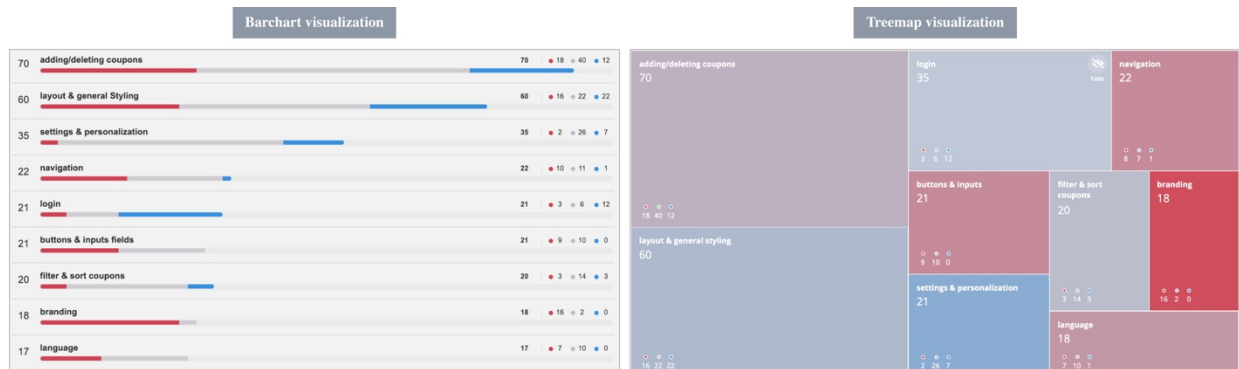 Barchart visualization
70 adding/deleting coupons 70 18 40 12
60 layout & general Styling 60 16 22 22
35 settings & personalization 35 2 26 7
22 navigation 22 10 11 1
21 login 21 3 6 12
21 buttons & inputs fields 21 9 10 0
20 filter & sort coupons 20 3 14 3
18 branding 18 16 2 0
17 language 17 7 10 0
Treemap visualization
adding/deleting coupons
70
18 40 12
layout & general styling
60
16 22 22
login
35
hide
3 6 12
navigation
22
8 7 1
buttons & inputs
21
9 10 0
filter & sort
coupons
20
3 14 3
branding
18
16 2 0
settings & personalization
21
2 26 7
language
18
7 10 1